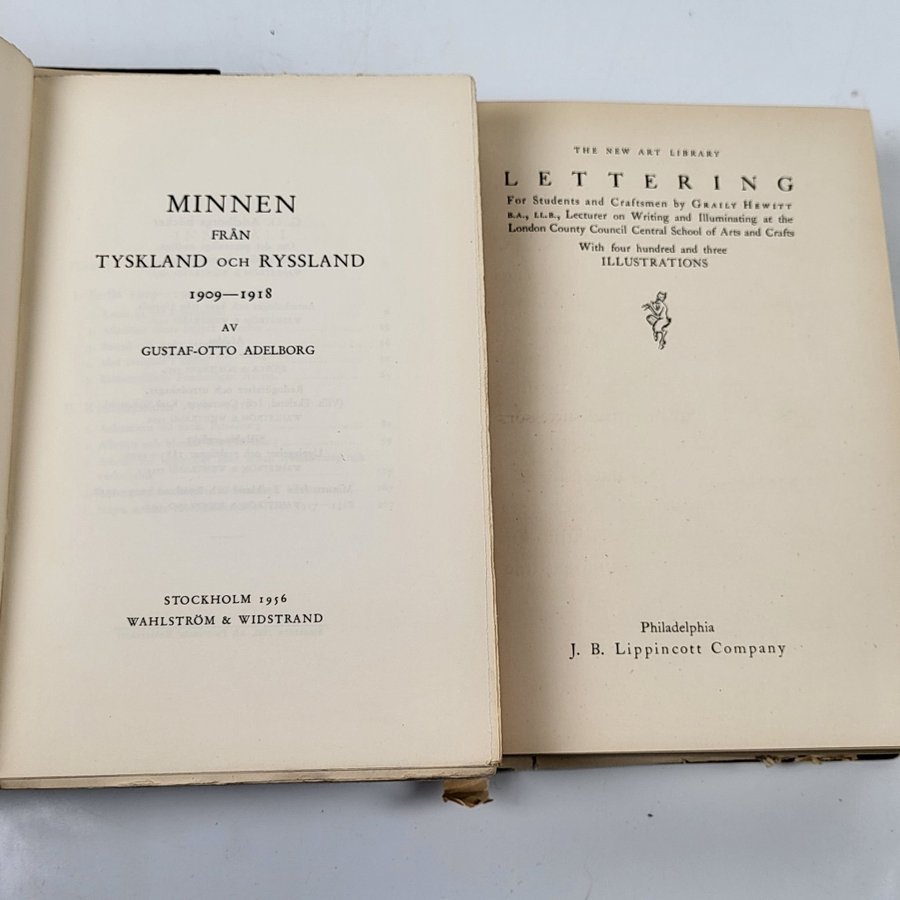 MINNEN
FRÅN
TYSKLAND OCH RYSSLAND
1909—1918
AV
GUSTAF-OTTO ADELBORG
STOCKHOLM 1956
WAHLSTRÖM & WIDSTRAND
THE NEW ART LIBRARY
LETTERING
For Students and Craftsmen by GRAILY HEWITT
B.A., LL.B., Lecturer on Writing and Illuminating at the
London County Council Central School of Arts and Crafts
With four hundred and three
ILLUSTRATIONS
Philadelphia
J. B. Lippincott Company